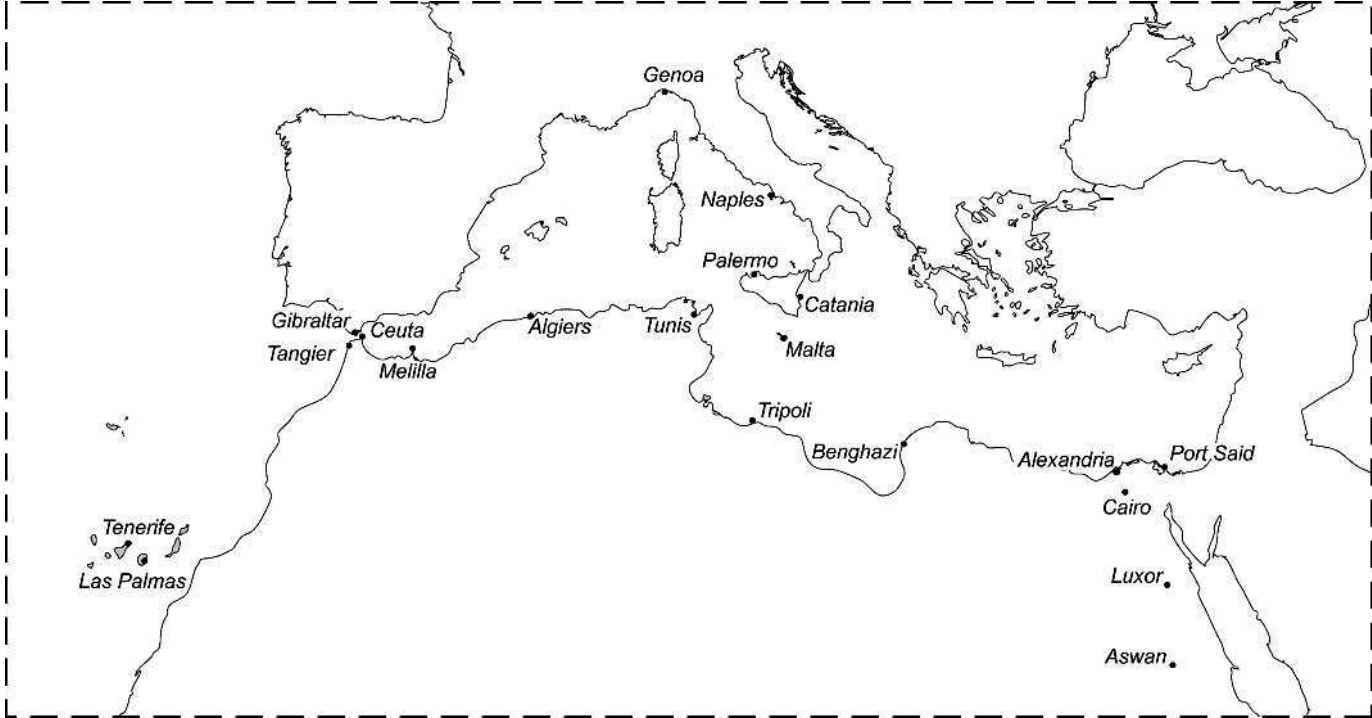 Genoa
Naples
Palermo
Catania
Gibraltar
Ceuta
Algiers
Tunis
Tangier
Malta
Melilla
Tripoli
Benghazi
Alexandria
Port Said
Cairo
Tenerife
Las Palmas
Luxor
Aswan